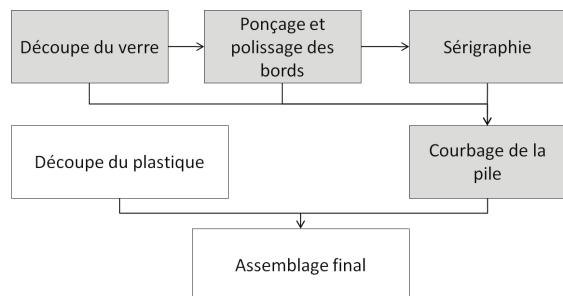 Découpe du verre
Ponçage et
polissage des
bords
Sérigraphie
Découpe du plastique
Courbage de la
pile
Assemblage final